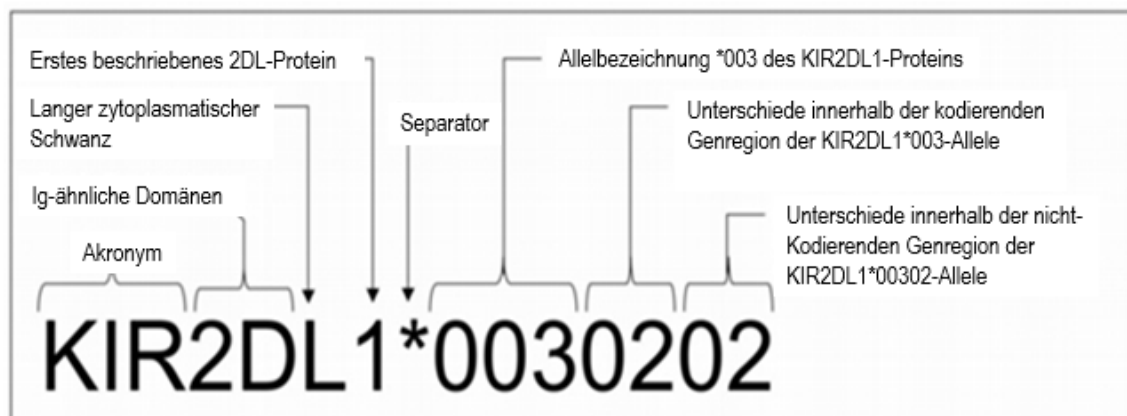 Erstes beschriebenes 2DL-Protein
Langer zytoplasmatischer
Schwanz
Ig-ähnliche Domänen
Akronym
Separator
Allelbezeichnung *003 des KIR2DL1-Proteins
Unterschiede innerhalb der kodierenden
Genregion der KIR2DL1*003-Allele
Unterschiede innerhalb der nicht-
Kodierenden Genregion der
KIR2DL1*00302-Allele
KIR2DL1*0030202